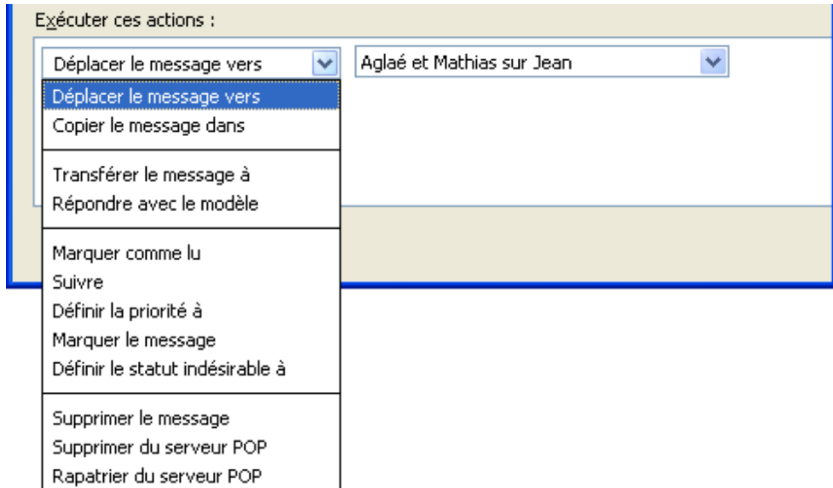 Exécuter ces actions :
Déplacer le message vers Aglaé et Mathias sur Jean
Déplacer le message vers
Copier le message dans
Transférer le message à
Répondre avec le modèle
Marquer comme lu
Suivre
Définir la priorité à
Marquer le message
Définir le statut indésirable à
Supprimer le message
Supprimer du serveur POP
Rapatrier du serveur POP